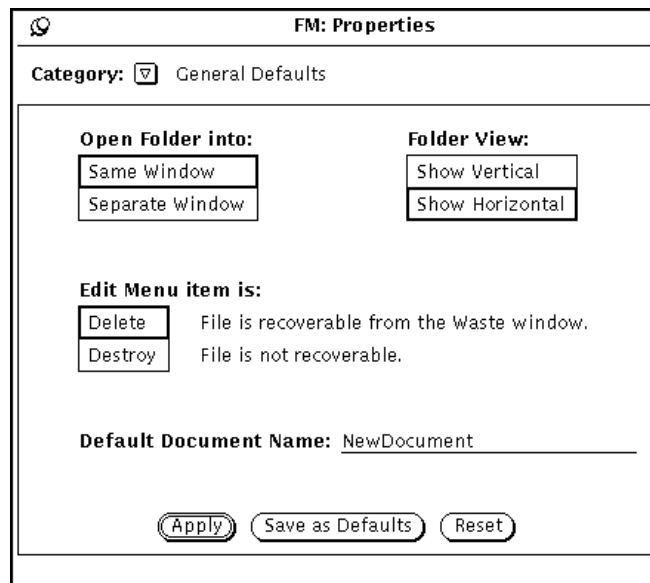 FM: Properties
Category: General Defaults
Open Folder into:
Same Window
Separate Window
Folder View:
Show Vertical
Show Horizontal
Edit Menu item is:
Delete File is recoverable from the Waste window.
Destroy File is not recoverable.
Default Document Name: NewDocument
Apply Save as Defaults Reset